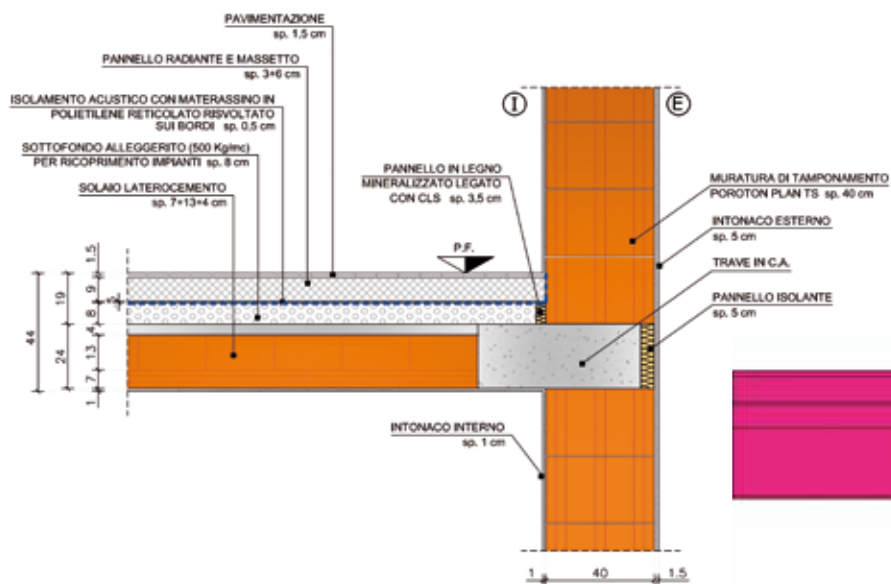 PAVIMENTAZIONE
sp. 1,5 cm
PANNELLO RADIANTE E MASSETTO
sp. 3+6 cm
ISOLAMENTO ACUSTICO CON MATERASSINO IN
POLIETILENE RETICOLATO RISVOLTATO
SUI BORDI sp. 0,5 cm
SOTTOFONDO ALLEGGERITO (500 Kg/mc)
PER RICOPRIMENTO IMPIANTI sp. 8 cm
SOLAIO LATEROCEMENTO
sp. 7+13+4 cm
PANNELLO IN LEGNO
MINERALIZZATO LEGATO
CON CLS sp. 3,5 cm
P.F.
I
E
MURATURA DI TAMPONAMENTO
POROTON PLAN TS sp. 40 cm
INTONACO ESTERNO
sp. 5 cm
TRAVE IN C.A.
PANNELLO ISOLANTE
sp. 5 cm
INTONACO INTERNO
sp. 1 cm
44
19
24
1.5
9
8
4
13
7
1
1
40
1.5